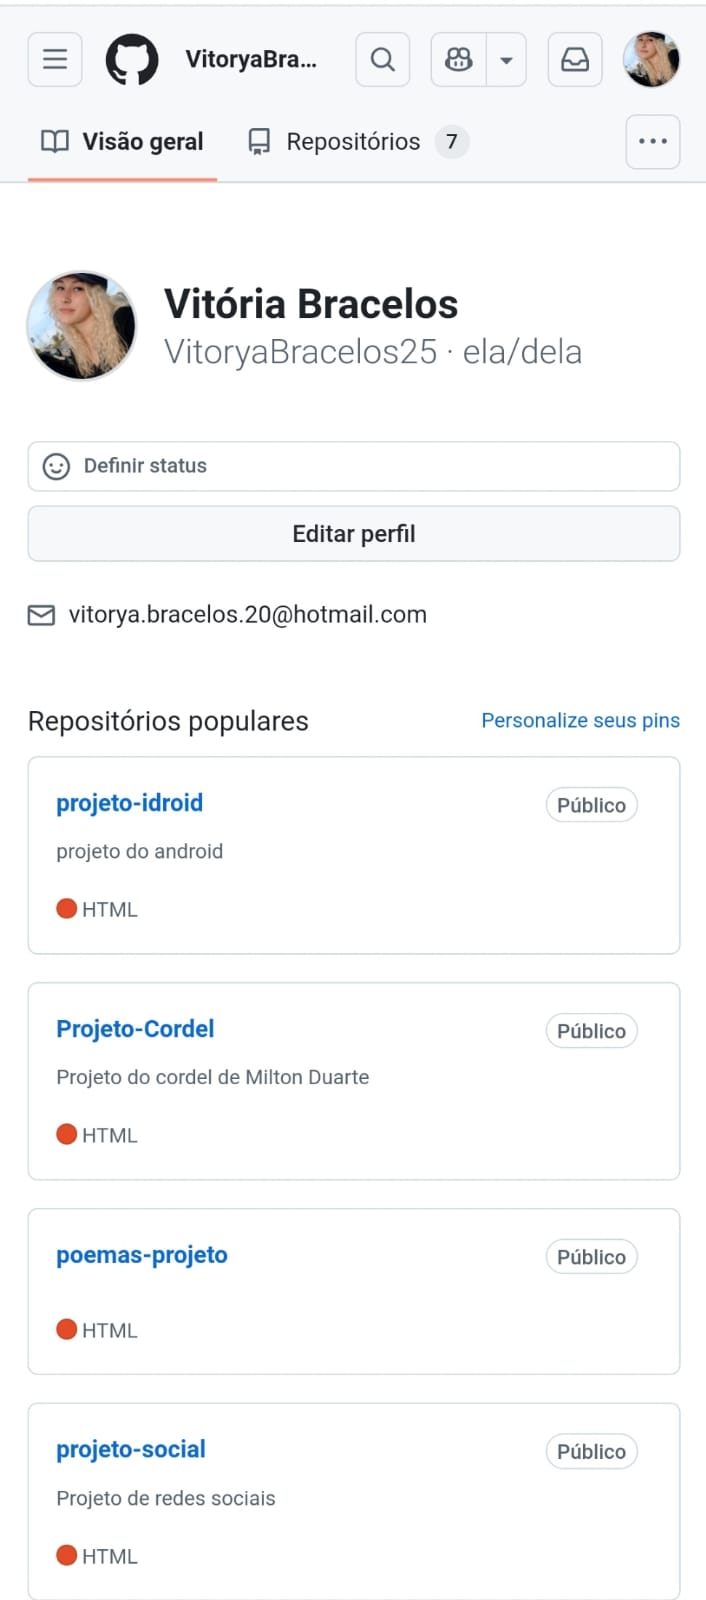 VitoryaBra...
Visão geral
Repositórios 7
Vitória Bracelos
VitoryaBracelos25 · ela/dela
Definir status
Editar perfil
vitorya.bracelos.20@hotmail.com
Repositórios populares
Personalize seus pins
projeto-idroid
Público
projeto do android
HTML
Projeto-Cordel
Público
Projeto do cordel de Milton Duarte
HTML
poemas-projeto
Público
HTML
projeto-social
Público
Projeto de redes sociais
HTML